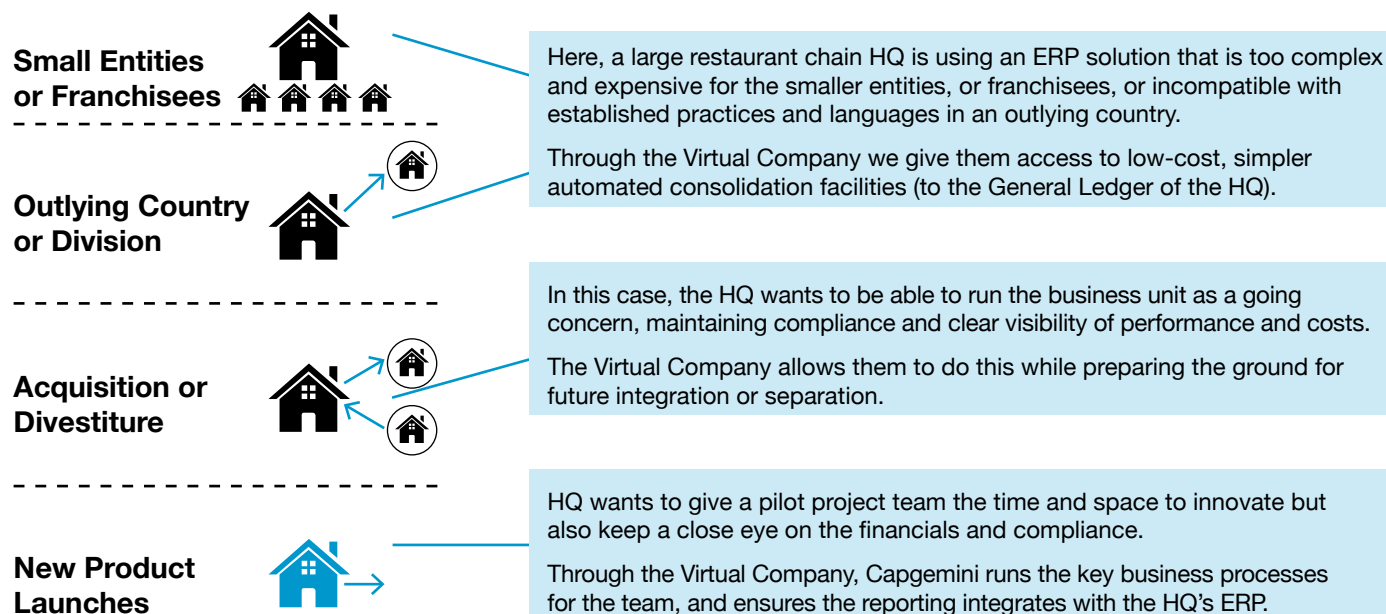 Small Entities
or Franchisees
Here, a large restaurant chain HQ is using an ERP solution that is too complex
and expensive for the smaller entities, or franchisees, or incompatible with
established practices and languages in an outlying country.
Through the Virtual Company we give them access to low-cost, simpler
automated consolidation facilities (to the General Ledger of the HQ).
Outlying Country
or Division
In this case, the HQ wants to be able to run the business unit as a going
concern, maintaining compliance and clear visibility of performance and costs.
The Virtual Company allows them to do this while preparing the ground for
future integration or separation.
Acquisition or
Divestiture
HQ wants to give a pilot project team the time and space to innovate but
also keep a close eye on the financials and compliance.
Through the Virtual Company, Capgemini runs the key business processes
for the team, and ensures the reporting integrates with the HQ's ERP.
New Product
Launches